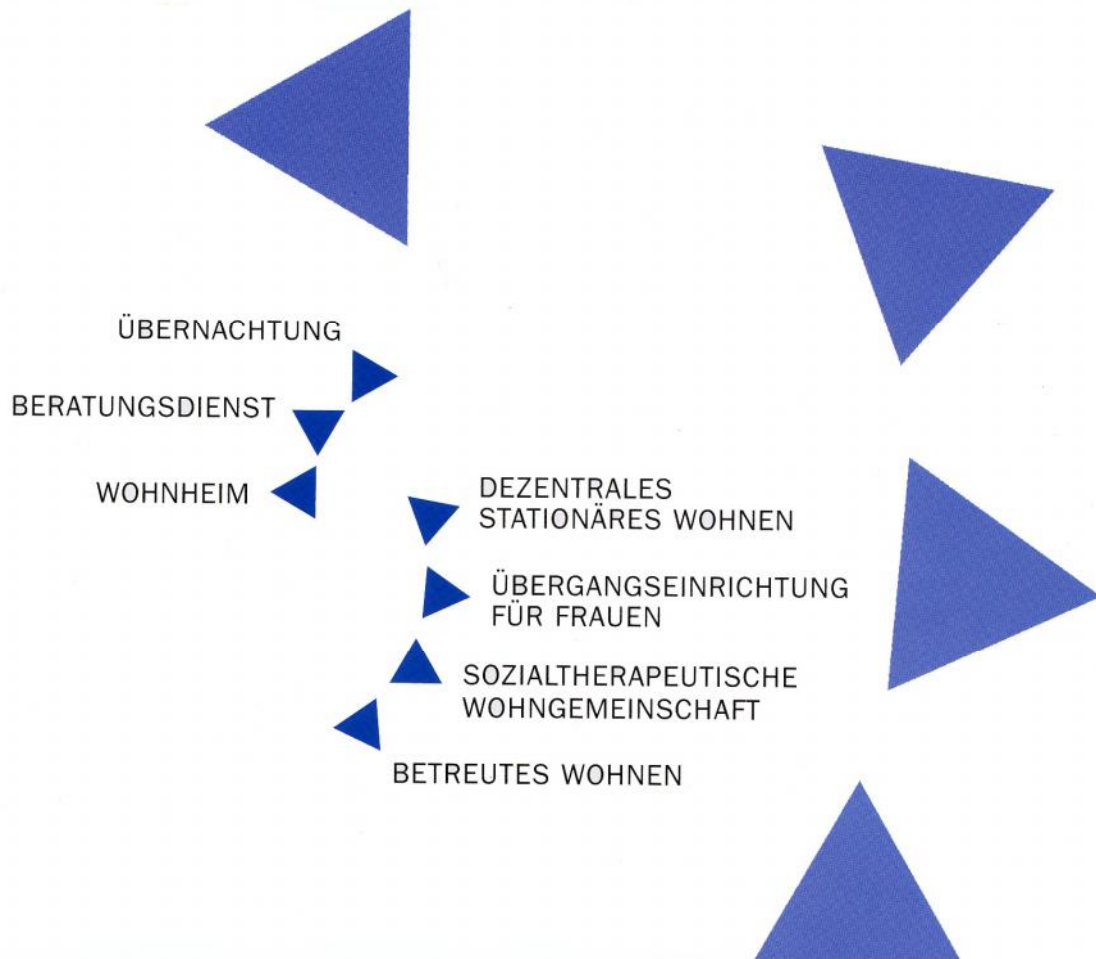 ÜBERNACHTUNG
BERATUNGSDIENST
WOHNHEIM
DEZENTRALES
STATIONÄRES WOHNEN
ÜBERGANGSEINRICHTUNG
FÜR FRAUEN
SOZIALTHERAPEUTISCHE
WOHNGEMEINSCHAFT
BETREUTES WOHNEN